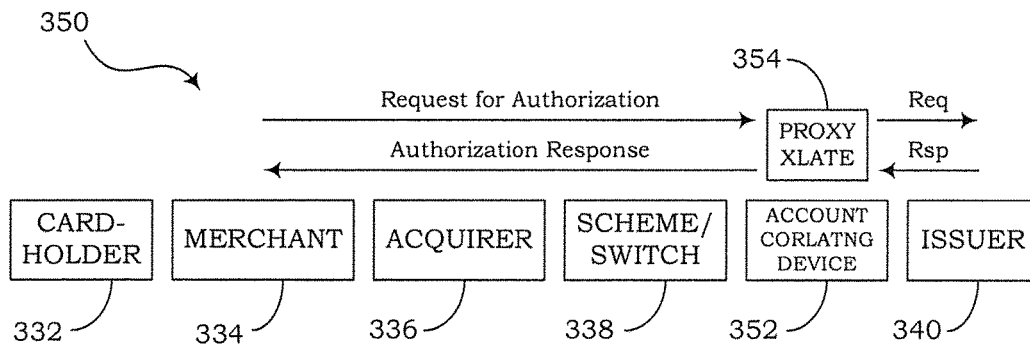 350
354
Request for Authorization
Req
PROXY
XLATE
Authorization Response
Rsp
CARD-
HOLDER
MERCHANT
ACQUIRER
SCHEME/
SWITCH
ACCOUNT
CORLATNG
DEVICE
ISSUER
332
334
336
338
352
340